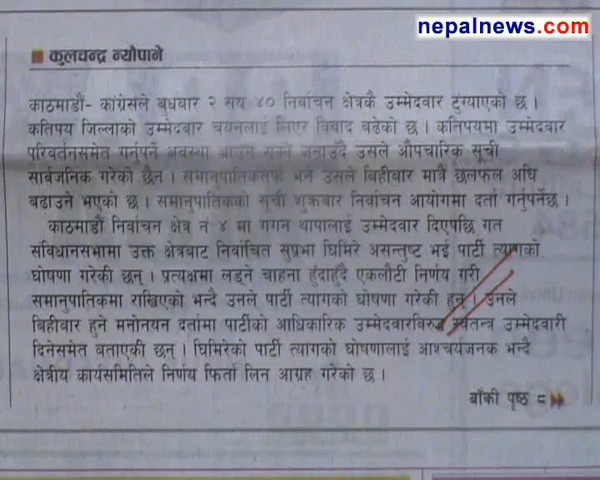 nepalnews.com
कुलचन्द्र न्यौपाने
काठमाडौं- कांग्रेसले बुधबार २ सय ४० निर्वाचन क्षेत्रकै उम्मेदवार टुंग्याएको छ ।
कतिपय जिल्लाको उम्मेदवार चयनलाई लिएर विवाद बढेको छ । कतिपयमा उम्मेदवार
परिवर्तनसमेत गर्नुपर्ने अवस्था आउन सक्ने जनाउँदै उसले औपचारिक सूची
सार्वजनिक गरेको छैन । समानुपातिकतर्फ भने उसले बिहीबार मात्रै छलफल अघि
बढाउने भएको छ । समानुपातिकको सूची शुक्रबार निर्वाचन आयोगमा दर्ता गर्नुपर्नेछ ।
काठमाडौं निर्वाचन क्षेत्र नं ४ मा गगन थापालाई उम्मेदवार दिएपछि गत
संविधानसभामा उक्त क्षेत्रबाट निर्वाचित सुप्रभा घिमिरे असन्तुष्ट भई पार्टी त्यागको
घोषणा गरेकी छन् । प्रत्यक्षमा लड्ने चाहना हुँदाहुँदै एकलौटी निर्णय गरी
समानुपातिकमा राखिएको भन्दै उनले पार्टी त्यागको घोषणा गरेकी हुन् । उनले
बिहीबार हुने मनोनयन दर्तामा पार्टीको आधिकारिक उम्मेदवारविरुद्ध स्वतन्त्र उम्मेदवारी
दिनेसमेत बताएकी छन् । घिमिरेको पार्टी त्यागको घोषणालाई आश्चर्यजनक भन्दै
क्षेत्रीय कार्यसमितिले निर्णय फिर्ता लिन आग्रह गरेको छ ।
बाँकी पृष्ठ ८